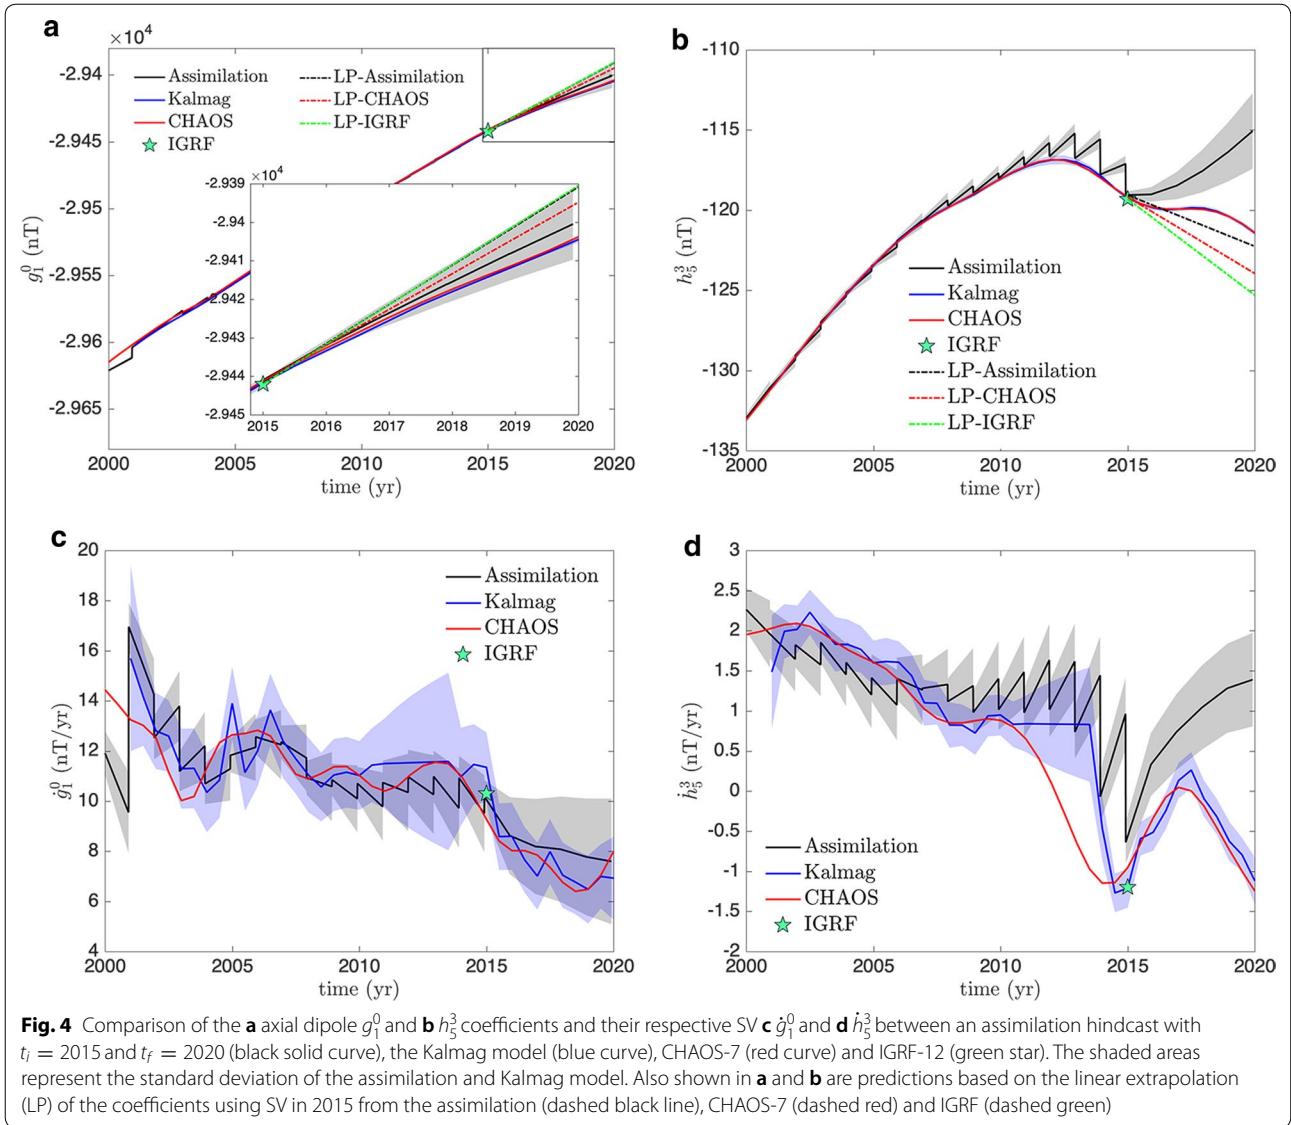 a
×10⁴
-2.94
-2.945
-2.95
-2.955
-2.96
-2.965
g₁⁰ (nT)
Assimilation
Kalmag
CHAOS
IGRF
LP-Assimilation
LP-CHAOS
LP-IGRF
-2.939 ×10⁴
-2.94
-2.941
-2.942
-2.943
-2.944
-2.945
2015 2016 2017 2018 2019 2020
2000 2005 2010 2015 2020
time (yr)
b
-110
-115
-120
-125
-130
-135
h₅³ (nT)
Assimilation
Kalmag
CHAOS
IGRF
LP-Assimilation
LP-CHAOS
LP-IGRF
2000 2005 2010 2015 2020
time (yr)
c
20
18
16
14
12
10
8
6
4
ġ₁⁰ (nT/yr)
Assimilation
Kalmag
CHAOS
IGRF
2000 2005 2010 2015 2020
time (yr)
d
3
2.5
2
1.5
1
0.5
0
-0.5
-1
-1.5
-2
ḣ₅³ (nT/yr)
Assimilation
Kalmag
CHAOS
IGRF
2000 2005 2010 2015 2020
time (yr)
Fig. 4 Comparison of the a axial dipole g₁⁰ and b h₅³ coefficients and their respective SV c ġ₁⁰ and d ḣ₅³ between an assimilation hindcast with
tᵢ = 2015 and t_f = 2020 (black solid curve), the Kalmag model (blue curve), CHAOS-7 (red curve) and IGRF-12 (green star). The shaded areas
represent the standard deviation of the assimilation and Kalmag model. Also shown in a and b are predictions based on the linear extrapolation
(LP) of the coefficients using SV in 2015 from the assimilation (dashed black line), CHAOS-7 (dashed red) and IGRF (dashed green)